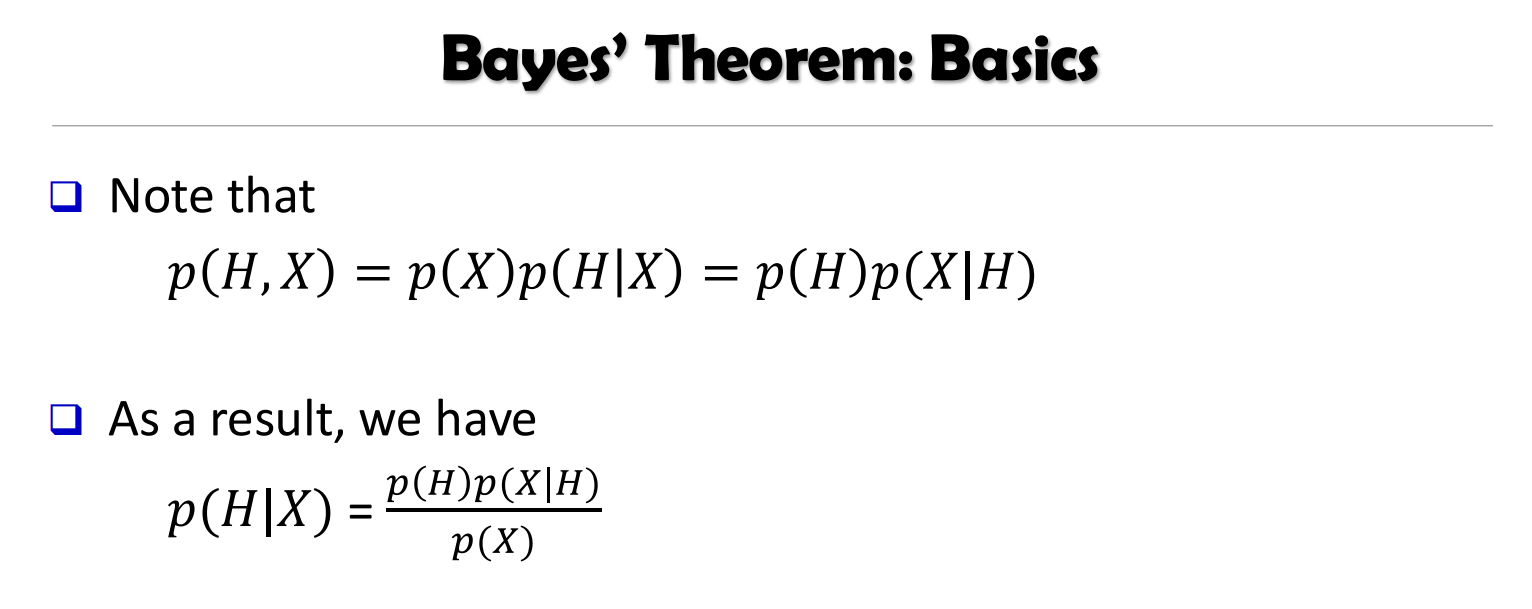 Bayes’ Theorem: Basics
❑ Note that
p(H, X) = p(X)p(H|X) = p(H)p(X|H)
❑ As a result, we have
p(H|X) = p(H)p(X|H) / p(X)